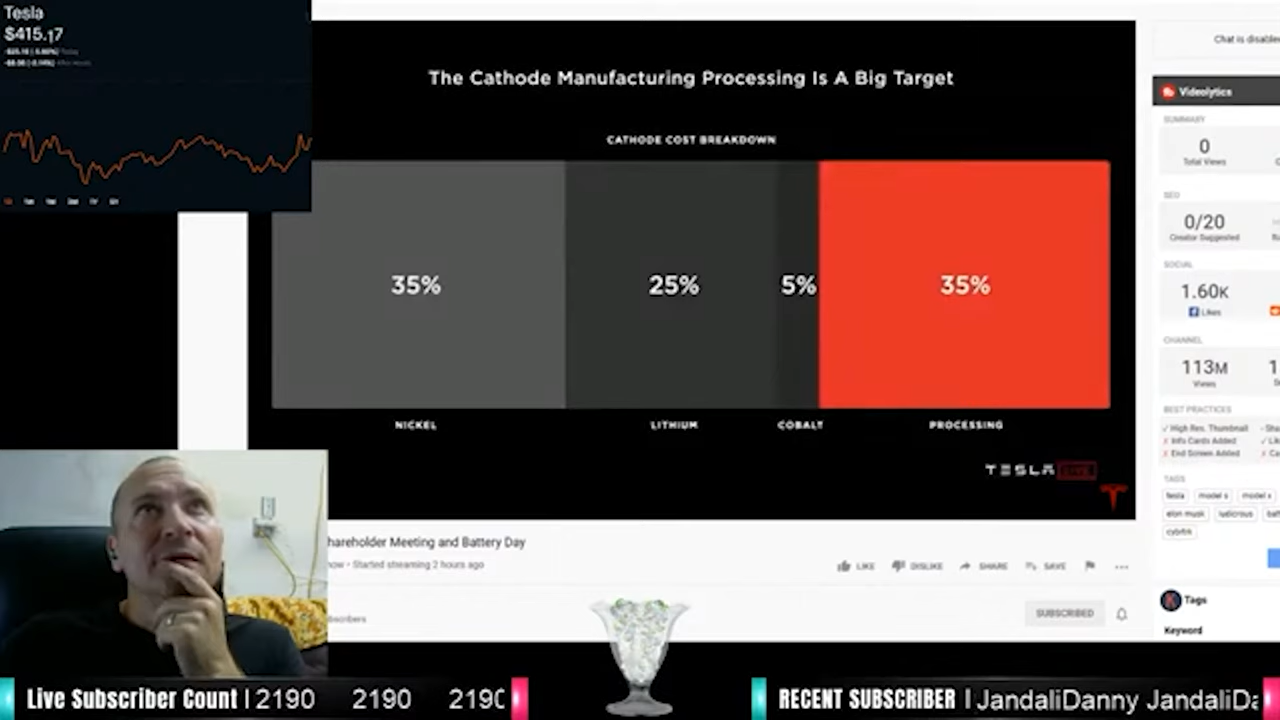 Tesla
$415.17
The Cathode Manufacturing Processing Is A Big Target
CATHODE COST BREAKDOWN
35%
25%
5%
35%
NICKEL
LITHIUM
COBALT
PROCESSING
TESLA LIVE
hareholder Meeting and Battery Day
now • Started streaming 2 hours ago
LIKE
DISLIKE
SHARE
SAVE
SUBSCRIBED
Chat is disabled
Videolytics
SUMMARY
0
Total Views
SEO
0/20
Creator Suggested
SOCIAL
1.60K
Likes
CHANNEL
113M
Views
BEST PRACTICES
High Res. Thumbnail
Info Cards Added
End Screen Added
TAGS
tesla
model s
model s
elon musk
ludicrous
cybrtrk
Tags
Keyword
Live Subscriber Count | 2190 2190 2190
RECENT SUBSCRIBER | JandaliDanny JandaliDa